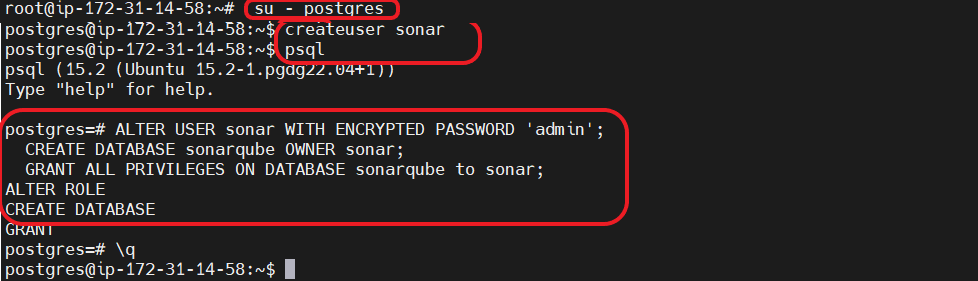 root@ip-172-31-14-58:~# su - postgres
postgres@ip-172-31-14-58:~$ createuser sonar
postgres@ip-172-31-14-58:~$ psql
psql (15.2 (Ubuntu 15.2-1.pgdg22.04+1))
Type "help" for help.
postgres=# ALTER USER sonar WITH ENCRYPTED PASSWORD 'admin';
CREATE DATABASE sonarqube OWNER sonar;
GRANT ALL PRIVILEGES ON DATABASE sonarqube to sonar;
ALTER ROLE
CREATE DATABASE
GRANT
postgres=# \q
postgres@ip-172-31-14-58:~$